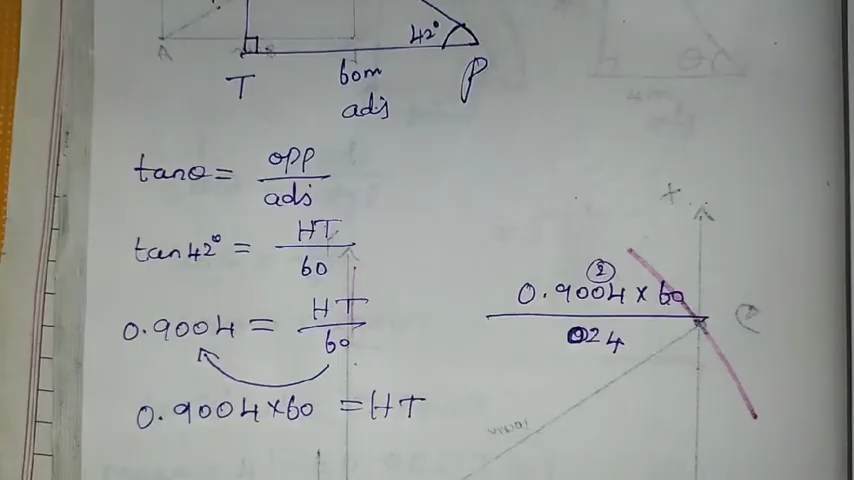 42°
T
60m
P
adj
tanθ = opp / adj
tan42° = HT / 60
0.9004 = HT / 60
0.9004×60 = HT
2
0.9004 × 60
024